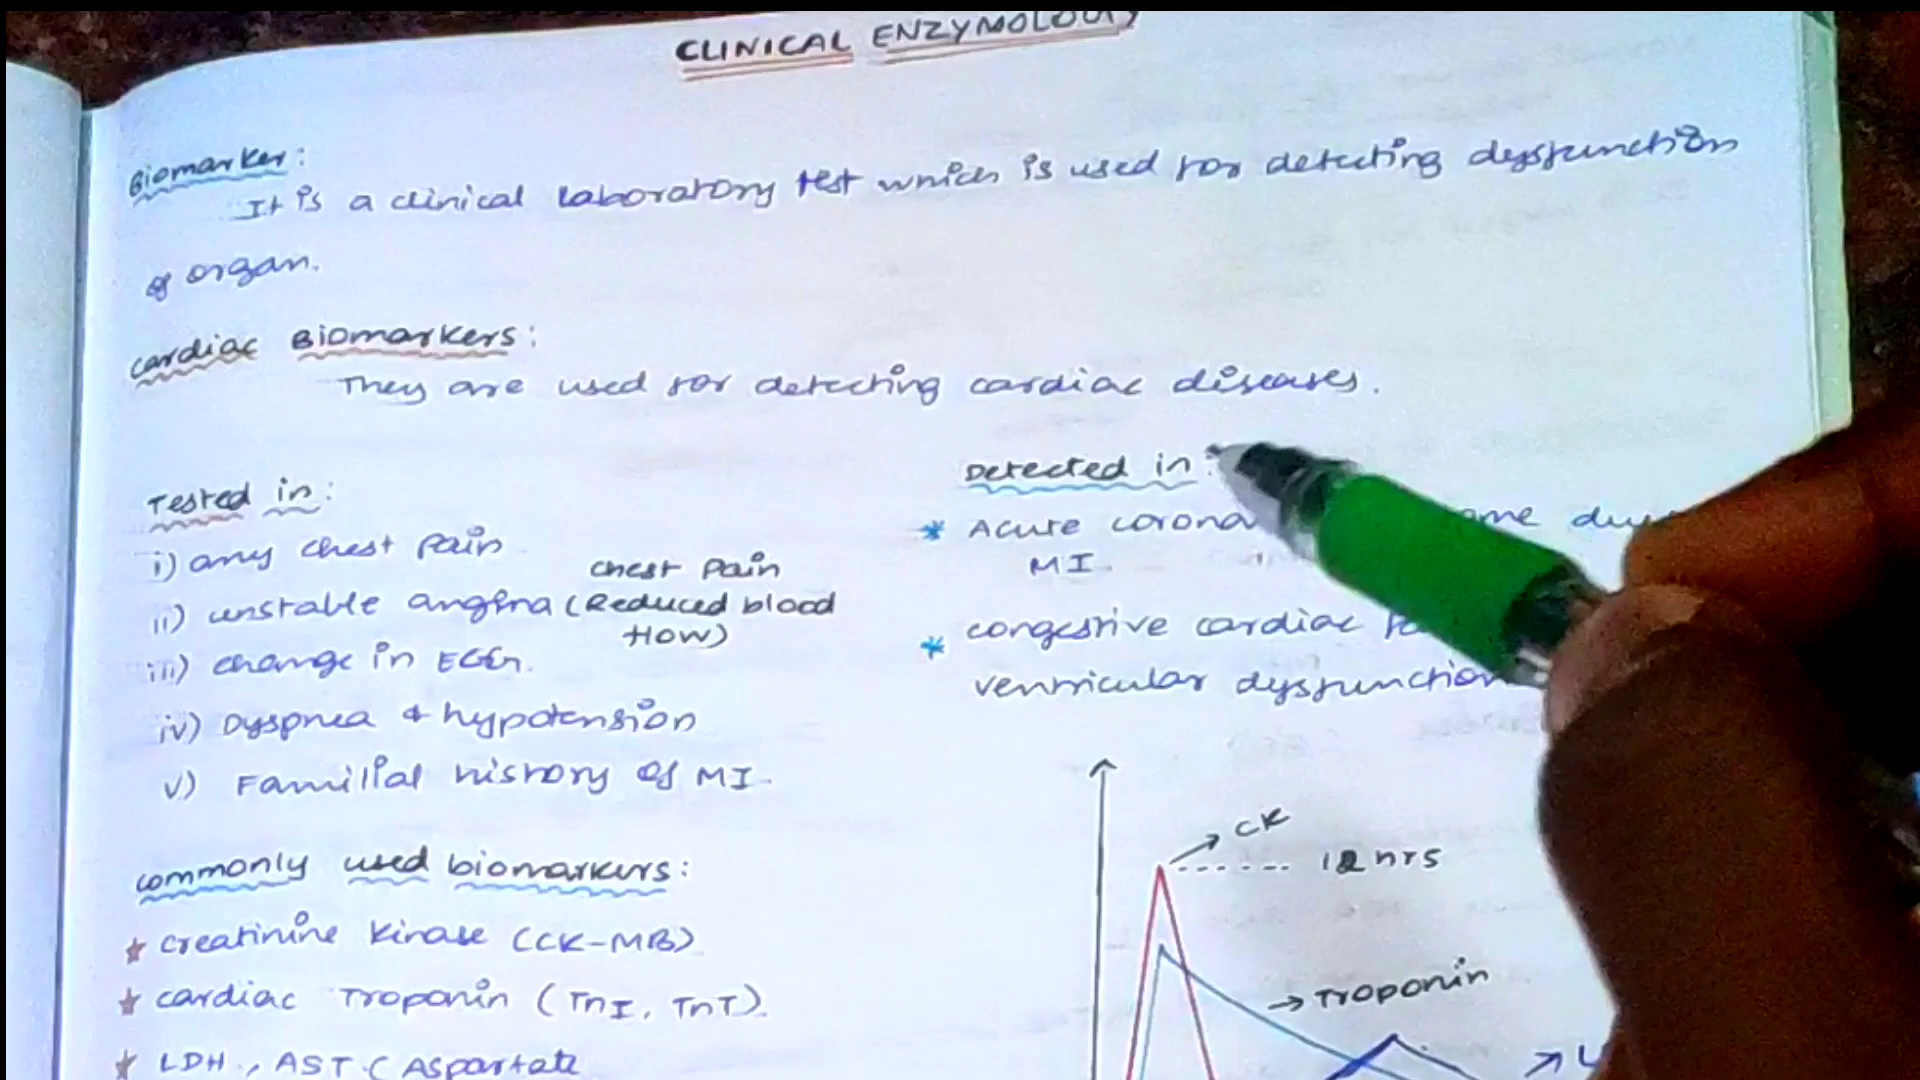 CLINICAL ENZYMOLOGY
Biomarker:
It is a clinical laboratory test which is used for detecting dysfunction
of organ.
cardiac Biomarkers:
They are used for detecting cardiac diseases.
Tested in:
i) any chest pain
ii) unstable angina (Reduced blood
chest pain
flow)
iii) change in ECG.
iv) Dyspnea & hypotension
v) Familial history of MI.
commonly used biomarkers:
* creatinine kinase (CK-MB)
* cardiac Troponin (TnI, TnT).
* LDH, AST (Aspartate
Detected in:
* Acute
MI.
* congestive cardiac
ventricular dysfunction
CK
12 hrs
Troponin